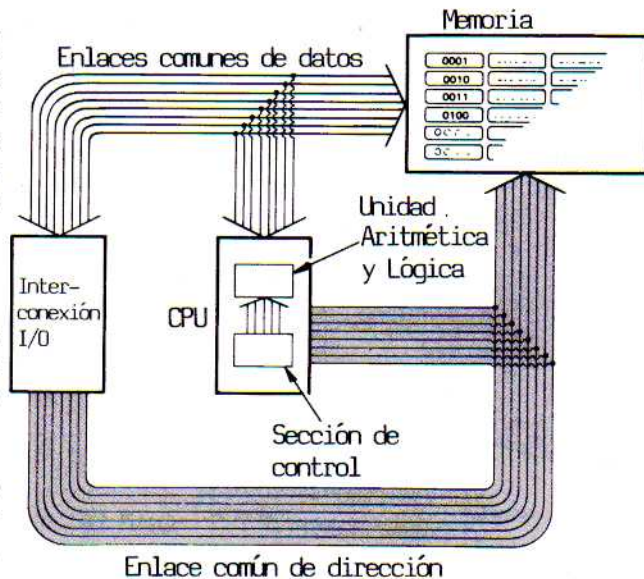 Memoria
Enlaces comunes de datos
0001
0010
0011
0100
Unidad
Aritmética
y Lógica
Inter-
conexión
I/O
CPU
Sección de
control
Enlace común de dirección